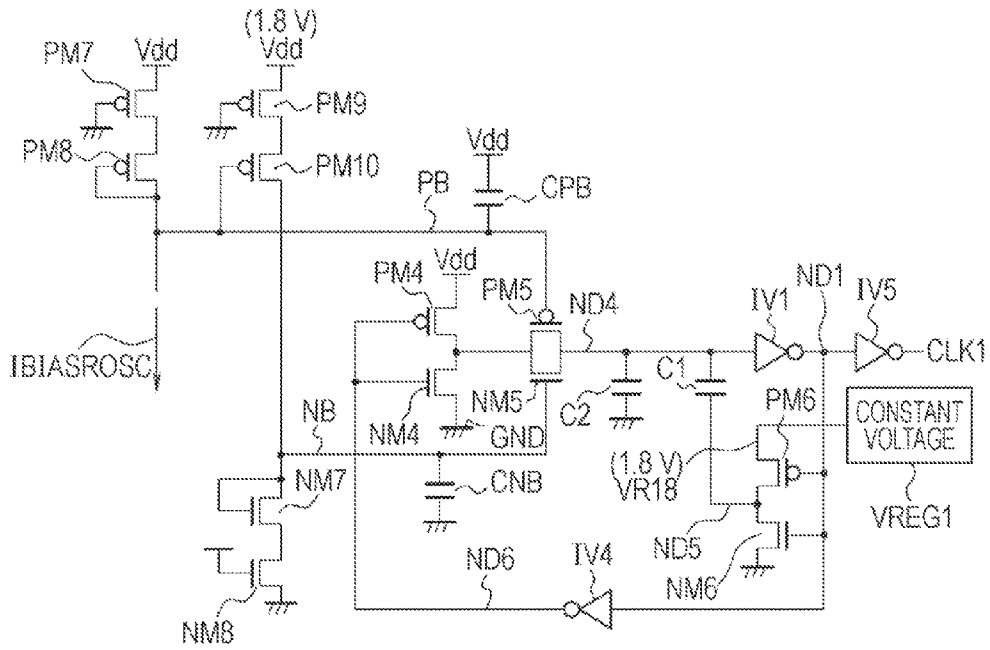 (1.8 V)
PM7
Vdd
Vdd
PM9
PM8
PM10
Vdd
PB
CPB
PM4
Vdd
PM5
ND4
IV1
ND1
IV5
CLK1
IBIASROSC
C1
NM4
NM5
C2
PM6
CONSTANT
VOLTAGE
NB
GND
(1.8 V)
VR18
CNB
NM7
VREG1
ND5
NM6
ND6
IV4
NM8